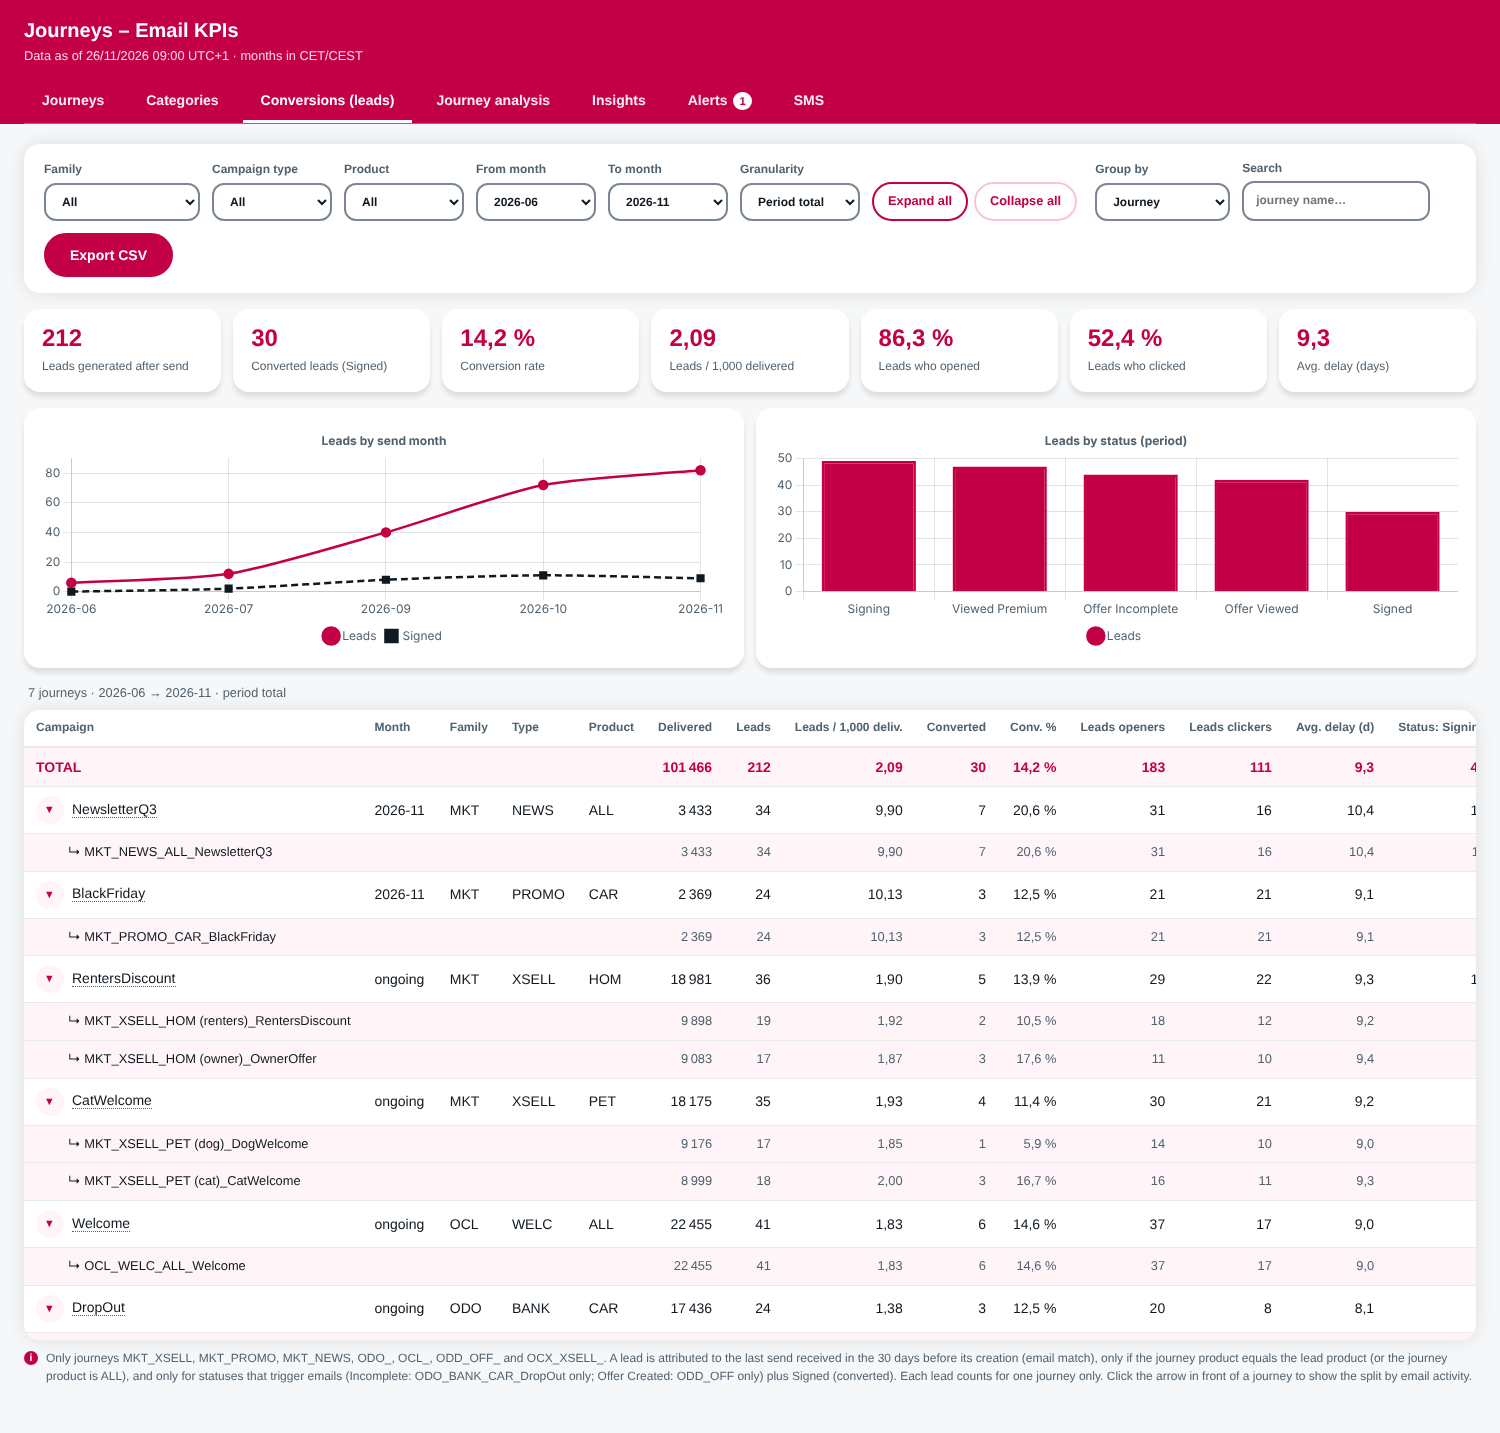 Journeys – Email KPIs
Data as of 26/11/2026 09:00 UTC+1 · months in CET/CEST
Journeys Categories Conversions (leads) Journey analysis Insights Alerts 1 SMS
Family Campaign type Product From month To month Granularity Group by Search
All All All 2026-06 2026-11 Period total Expand all Collapse all Journey journey name...
Export CSV
212 30 14,2 % 2,09 86,3 % 52,4 % 9,3
Leads generated after send Converted leads (Signed) Conversion rate Leads / 1,000 delivered Leads who opened Leads who clicked Avg. delay (days)
Leads by send month
80
60
40
20
0
2026-06 2026-07 2026-09 2026-10 2026-11
Leads Signed
Leads by status (period)
50
40
30
20
10
0
Signing Viewed Premium Offer Incomplete Offer Viewed Signed
Leads
7 journeys · 2026-06 → 2026-11 · period total
Campaign Month Family Type Product Delivered Leads Leads / 1,000 deliv. Converted Conv. % Leads openers Leads clickers Avg. delay (d) Status: Signin
TOTAL 101 466 212 2,09 30 14,2 % 183 111 9,3 4
▼ NewsletterQ3 2026-11 MKT NEWS ALL 3 433 34 9,90 7 20,6 % 31 16 10,4 1
↳ MKT_NEWS_ALL_NewsletterQ3 3 433 34 9,90 7 20,6 % 31 16 10,4 1
▼ BlackFriday 2026-11 MKT PROMO CAR 2 369 24 10,13 3 12,5 % 21 21 9,1
↳ MKT_PROMO_CAR_BlackFriday 2 369 24 10,13 3 12,5 % 21 21 9,1
▼ RentersDiscount ongoing MKT XSELL HOM 18 981 36 1,90 5 13,9 % 29 22 9,3 1
↳ MKT_XSELL_HOM (renters)_RentersDiscount 9 898 19 1,92 2 10,5 % 18 12 9,2
↳ MKT_XSELL_HOM (owner)_OwnerOffer 9 083 17 1,87 3 17,6 % 11 10 9,4
▼ CatWelcome ongoing MKT XSELL PET 18 175 35 1,93 4 11,4 % 30 21 9,2
↳ MKT_XSELL_PET (dog)_DogWelcome 9 176 17 1,85 1 5,9 % 14 10 9,0
↳ MKT_XSELL_PET (cat)_CatWelcome 8 999 18 2,00 3 16,7 % 16 11 9,3
▼ Welcome ongoing OCL WELC ALL 22 455 41 1,83 6 14,6 % 37 17 9,0
↳ OCL_WELC_ALL_Welcome 22 455 41 1,83 6 14,6 % 37 17 9,0
▼ DropOut ongoing ODO BANK CAR 17 436 24 1,38 3 12,5 % 20 8 8,1
i Only journeys MKT_XSELL, MKT_PROMO, MKT_NEWS, ODO_, OCL_, ODD_OFF_ and OCX_XSELL_. A lead is attributed to the last send received in the 30 days before its creation (email match), only if the journey product equals the lead product (or the journey
product is ALL), and only for statuses that trigger emails (Incomplete: ODO_BANK_CAR_DropOut only; Offer Created: ODD_OFF only) plus Signed (converted). Each lead counts for one journey only. Click the arrow in front of a journey to show the split by email activity.